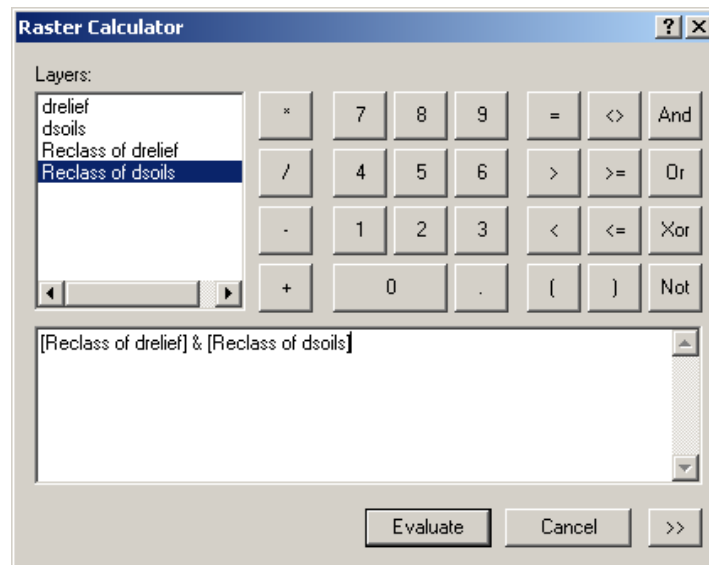 Raster Calculator ? ×
Layers:
drelief
dsoils
Reclass of drelief
Reclass of dsoils
* 7 8 9 = <> And
/ 4 5 6 > >= Or
- 1 2 3 < <= Xor
+ 0 . ( ) Not
[Reclass of drelief] & [Reclass of dsoils]
Evaluate Cancel >>